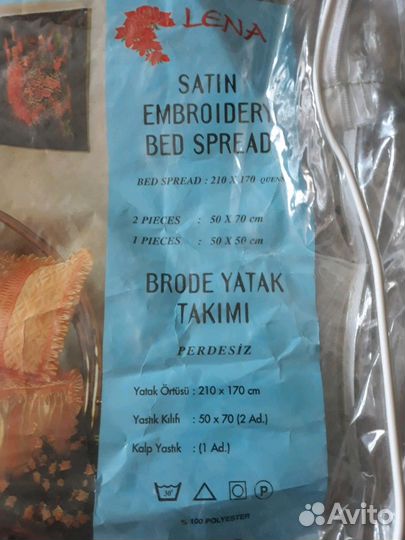 LENA
SATIN
EMBROIDERY
BED SPREAD
BED SPREAD : 210 X 170 QUEEN
2 PIECES : 50 X 70 cm
1 PIECES : 50 X 50 cm
BRODE YATAK
TAKIMI
PERDESİZ
Yatak Örtüsü : 210 x 170 cm
Yastık Kılıfı : 50 x 70 (2 Ad.)
Kalp Yastık : (1 Ad.)
30° P
% 100 POLYESTER
Avito